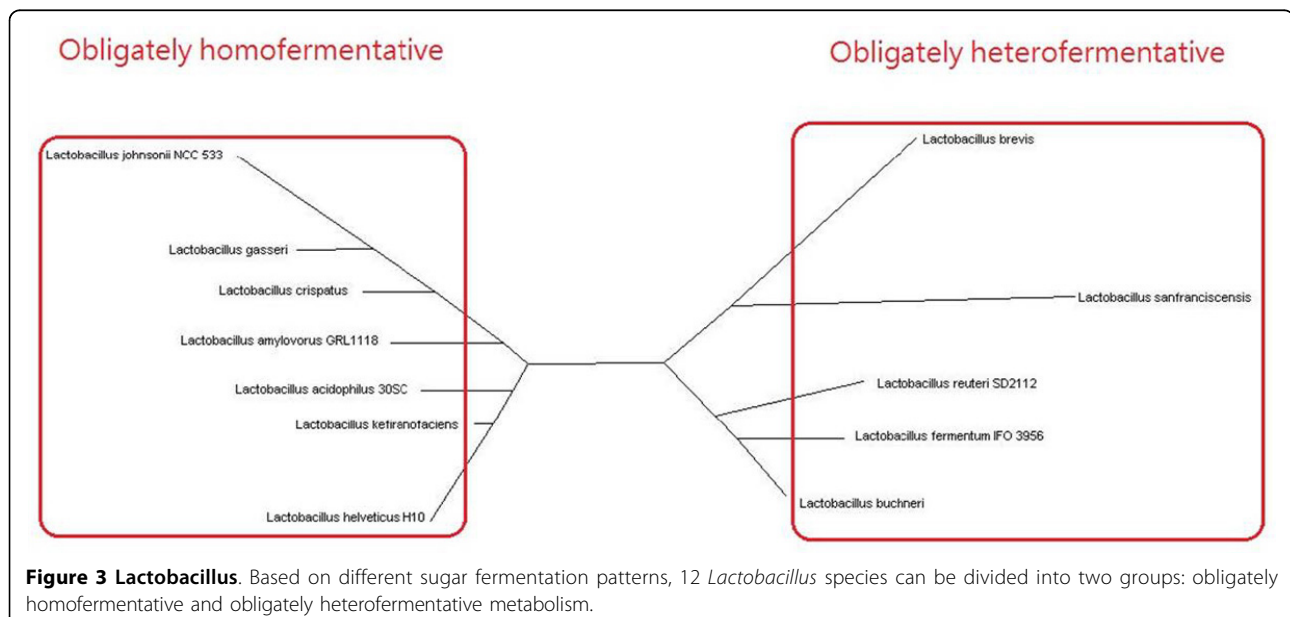 Obligately homofermentative
Obligately heterofermentative
Lactobacillus johnsonii NCC 533
Lactobacillus gasseri
Lactobacillus crispatus
Lactobacillus amylovorus GRL1118
Lactobacillus acidophilus 30SC
Lactobacillus kefiranofaciens
Lactobacillus helveticus H10
Lactobacillus brevis
Lactobacillus sanfranciscensis
Lactobacillus reuteri SD2112
Lactobacillus fermentum IFO 3956
Lactobacillus buchneri
Figure 3 Lactobacillus. Based on different sugar fermentation patterns, 12 Lactobacillus species can be divided into two groups: obligately
homofermentative and obligately heterofermentative metabolism.